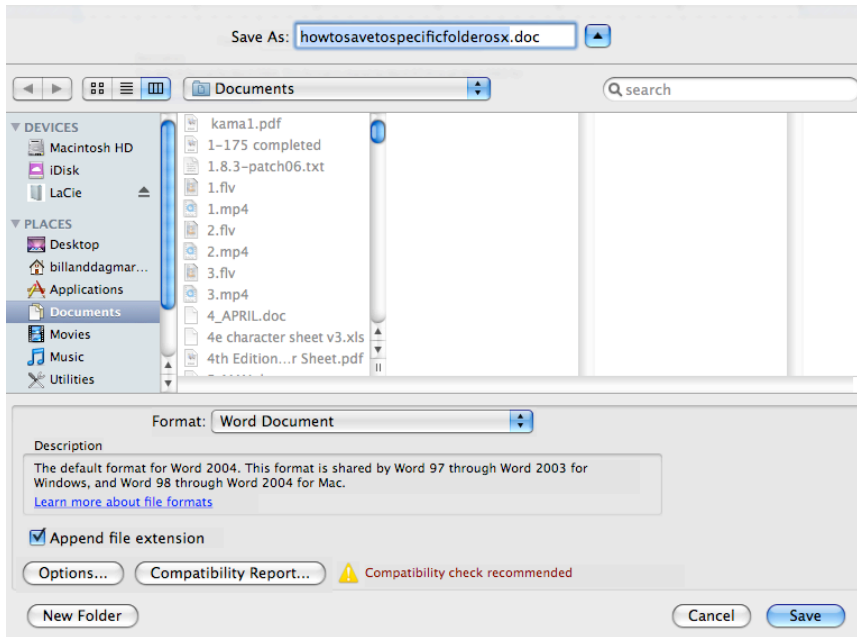 Save As: howtosavetospecificfolderosx.doc
Documents
search
DEVICES
Macintosh HD
iDisk
LaCie
PLACES
Desktop
billanddagmar...
Applications
Documents
Movies
Music
Utilities
kama1.pdf
1-175 completed
1.8.3-patch06.txt
1.flv
1.mp4
2.flv
2.mp4
3.flv
3.mp4
4_APRIL.doc
4e character sheet v3.xls
4th Edition...r Sheet.pdf
Format: Word Document
Description
The default format for Word 2004. This format is shared by Word 97 through Word 2003 for
Windows, and Word 98 through Word 2004 for Mac.
Learn more about file formats
Append file extension
Options... Compatibility Report... Compatibility check recommended
New Folder Cancel Save